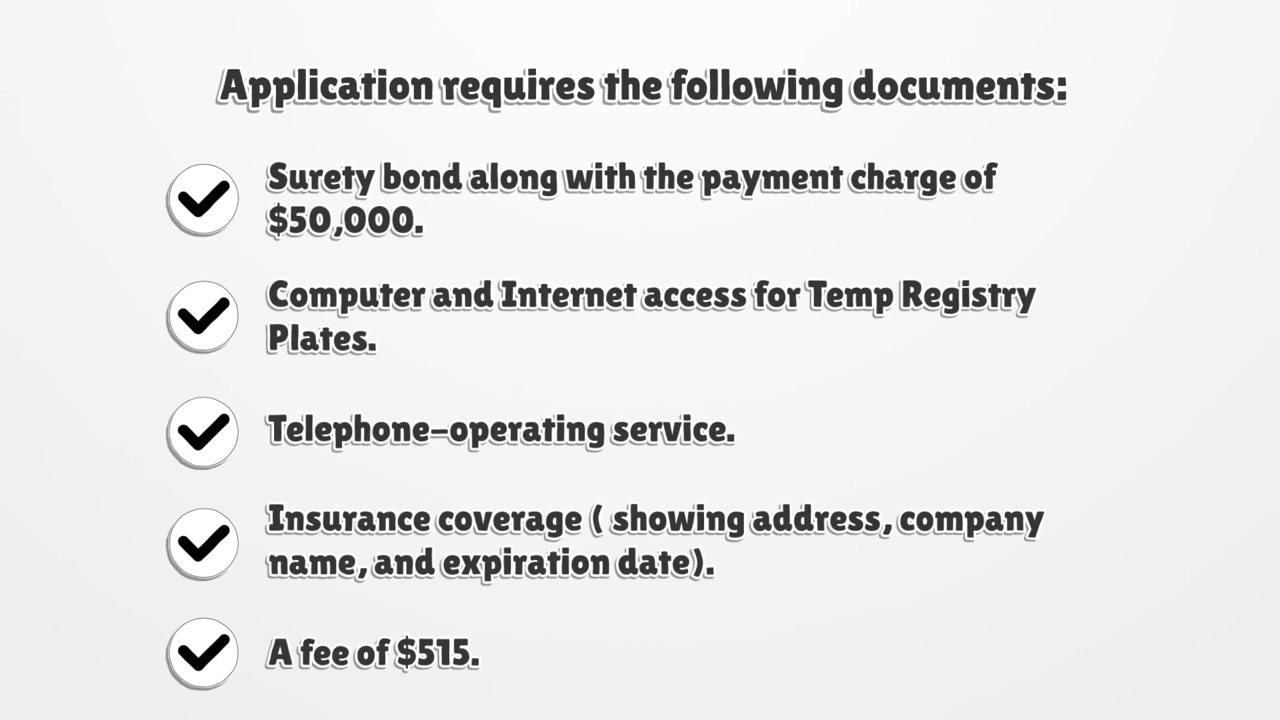 Application requires the following documents:
Surety bond along with the payment charge of
$50,000.
Computer and Internet access for Temp Registry
Plates.
Telephone–operating service.
Insurance coverage ( showing address, company
name, and expiration date).
A fee of $515.